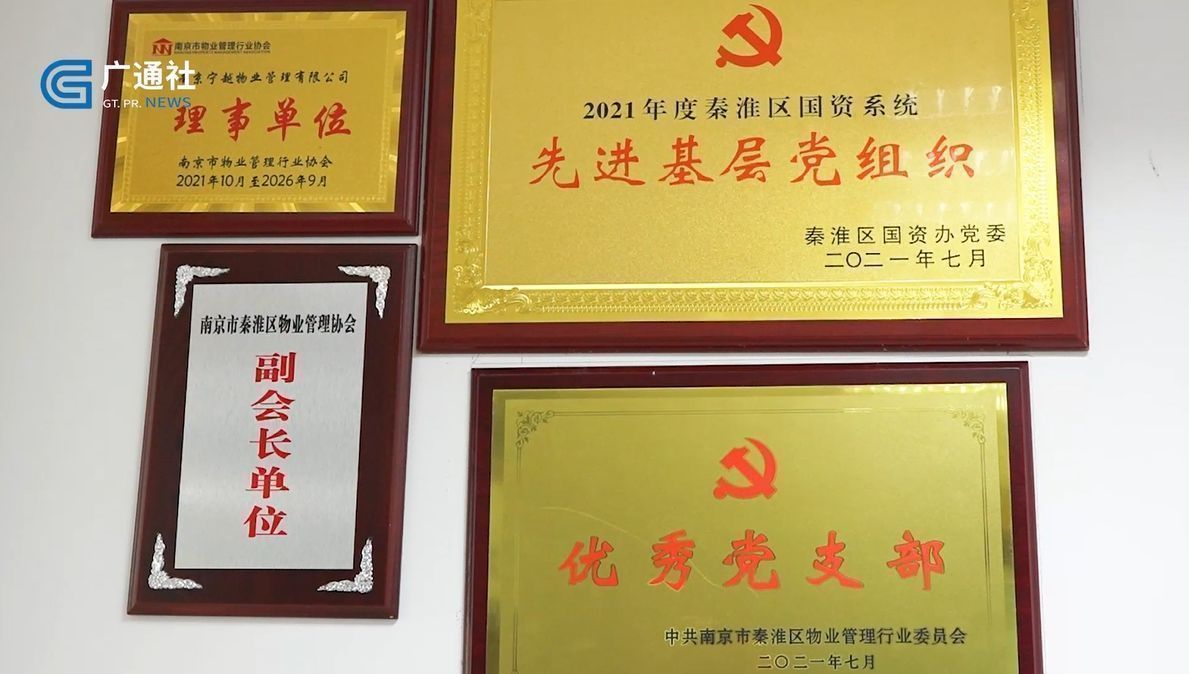 广通社
GT. PR. NEWS
南京市物业管理行业协会
京宁越物业管理有限公司
理事单位
南京市物业管理行业协会
2021年10月至2026年9月
2021年度秦淮区国资系统
先进基层党组织
秦淮区国资办党委
二〇二一年七月
南京市秦淮区物业管理协会
副会长单位
优秀党支部
中共南京市秦淮区物业管理行业委员会
二〇二一年七月